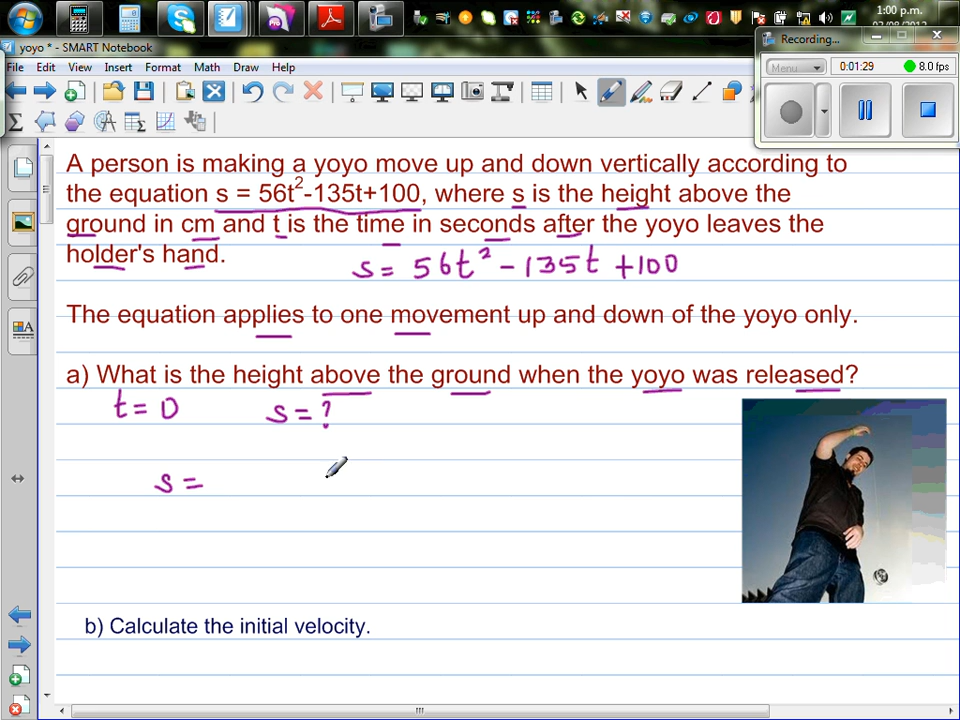 1:00 p.m.
yoyo * - SMART Notebook
Recording...
File Edit View Insert Format Math Draw Help
Menu 0:01:29 8.0 fps
A person is making a yoyo move up and down vertically according to
the equation s = 56t²-135t+100, where s is the height above the
ground in cm and t is the time in seconds after the yoyo leaves the
holder's hand.
s = 56t² - 135t + 100
The equation applies to one movement up and down of the yoyo only.
a) What is the height above the ground when the yoyo was released?
t = 0 s = ?
s =
b) Calculate the initial velocity.